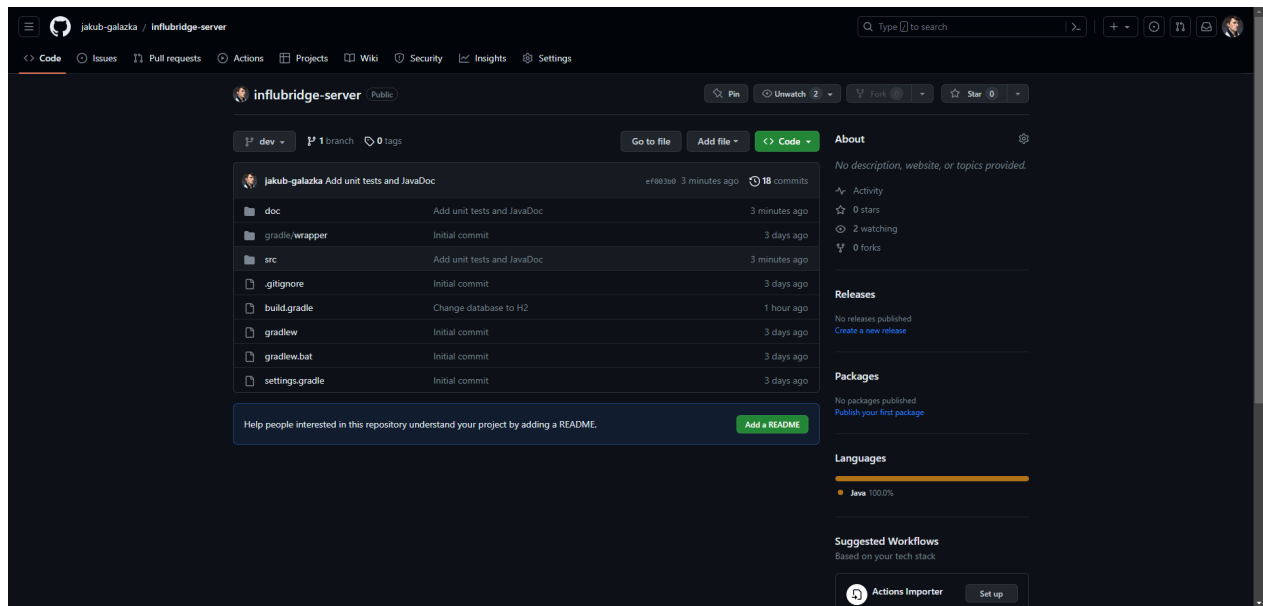 jakub-galazka / influbridge-server
Type / to search
Code Issues Pull requests Actions Projects Wiki Security Insights Settings
influbridge-server Public
Pin Unwatch 2 Fork 0 Star 0
dev 1 branch 0 tags Go to file Add file Code
jakub-galazka Add unit tests and JavaDoc ef003b0 3 minutes ago 18 commits
doc Add unit tests and JavaDoc 3 minutes ago
gradle/wrapper Initial commit 3 days ago
src Add unit tests and JavaDoc 3 minutes ago
.gitignore Initial commit 3 days ago
build.gradle Change database to H2 1 hour ago
gradlew Initial commit 3 days ago
gradlew.bat Initial commit 3 days ago
settings.gradle Initial commit 3 days ago
Help people interested in this repository understand your project by adding a README. Add a README
About
No description, website, or topics provided.
Activity
0 stars
2 watching
0 forks
Releases
No releases published
Create a new release
Packages
No packages published
Publish your first package
Languages
Java 100.0%
Suggested Workflows
Based on your tech stack
Actions Importer Set up